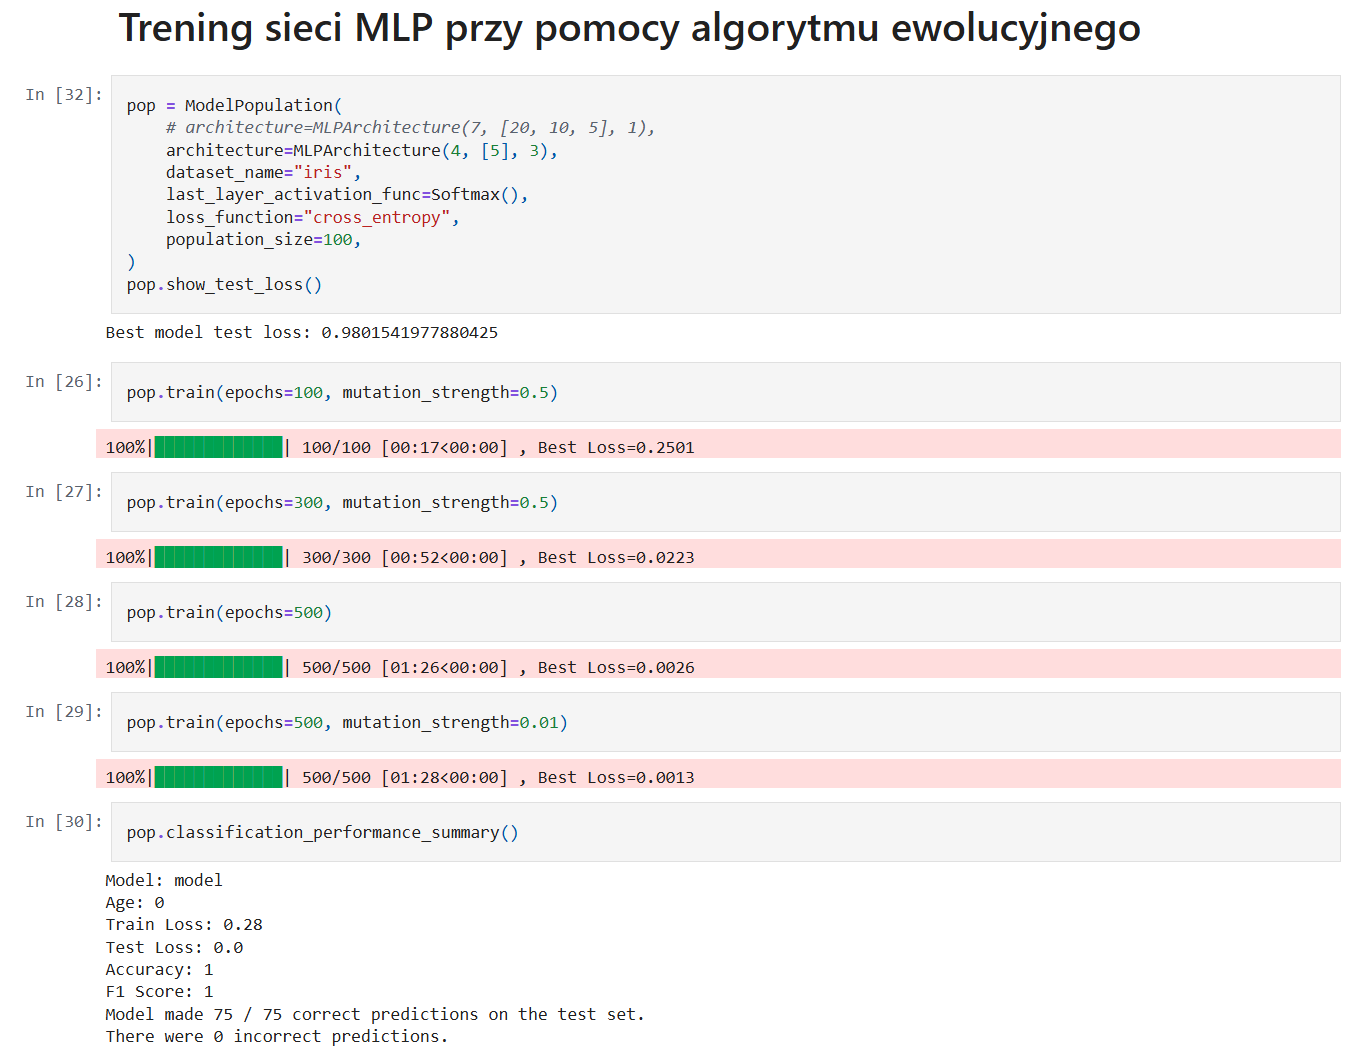 Trening sieci MLP przy pomocy algorytmu ewolucyjnego
In [32]:
pop = ModelPopulation(
    # architecture=MLPArchitecture(7, [20, 10, 5], 1),
    architecture=MLPArchitecture(4, [5], 3),
    dataset_name="iris",
    last_layer_activation_func=Softmax(),
    loss_function="cross_entropy",
    population_size=100,
)
pop.show_test_loss()
Best model test loss: 0.9801541977880425
In [26]:
pop.train(epochs=100, mutation_strength=0.5)
100%|█████████████| 100/100 [00:17<00:00] , Best Loss=0.2501
In [27]:
pop.train(epochs=300, mutation_strength=0.5)
100%|█████████████| 300/300 [00:52<00:00] , Best Loss=0.0223
In [28]:
pop.train(epochs=500)
100%|█████████████| 500/500 [01:26<00:00] , Best Loss=0.0026
In [29]:
pop.train(epochs=500, mutation_strength=0.01)
100%|█████████████| 500/500 [01:28<00:00] , Best Loss=0.0013
In [30]:
pop.classification_performance_summary()
Model: model
Age: 0
Train Loss: 0.28
Test Loss: 0.0
Accuracy: 1
F1 Score: 1
Model made 75 / 75 correct predictions on the test set.
There were 0 incorrect predictions.